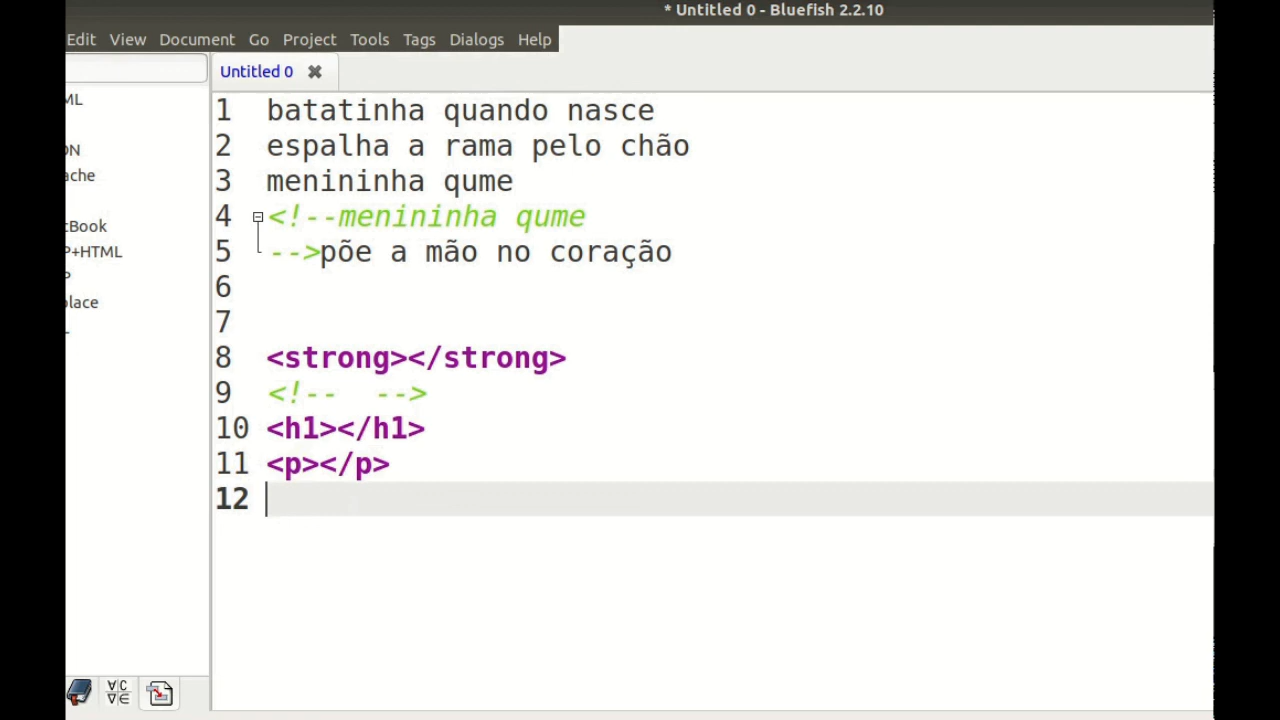 * Untitled 0 - Bluefish 2.2.10
Edit View Document Go Project Tools Tags Dialogs Help
Untitled 0
ML
ON
ache
cBook
P+HTML
P
place
1 batatinha quando nasce
2 espalha a rama pelo chão
3 menininha qume
4 <!--menininha qume
5 -->põe a mão no coração
6
7
8 <strong></strong>
9 <!--  -->
10 <h1></h1>
11 <p></p>
12